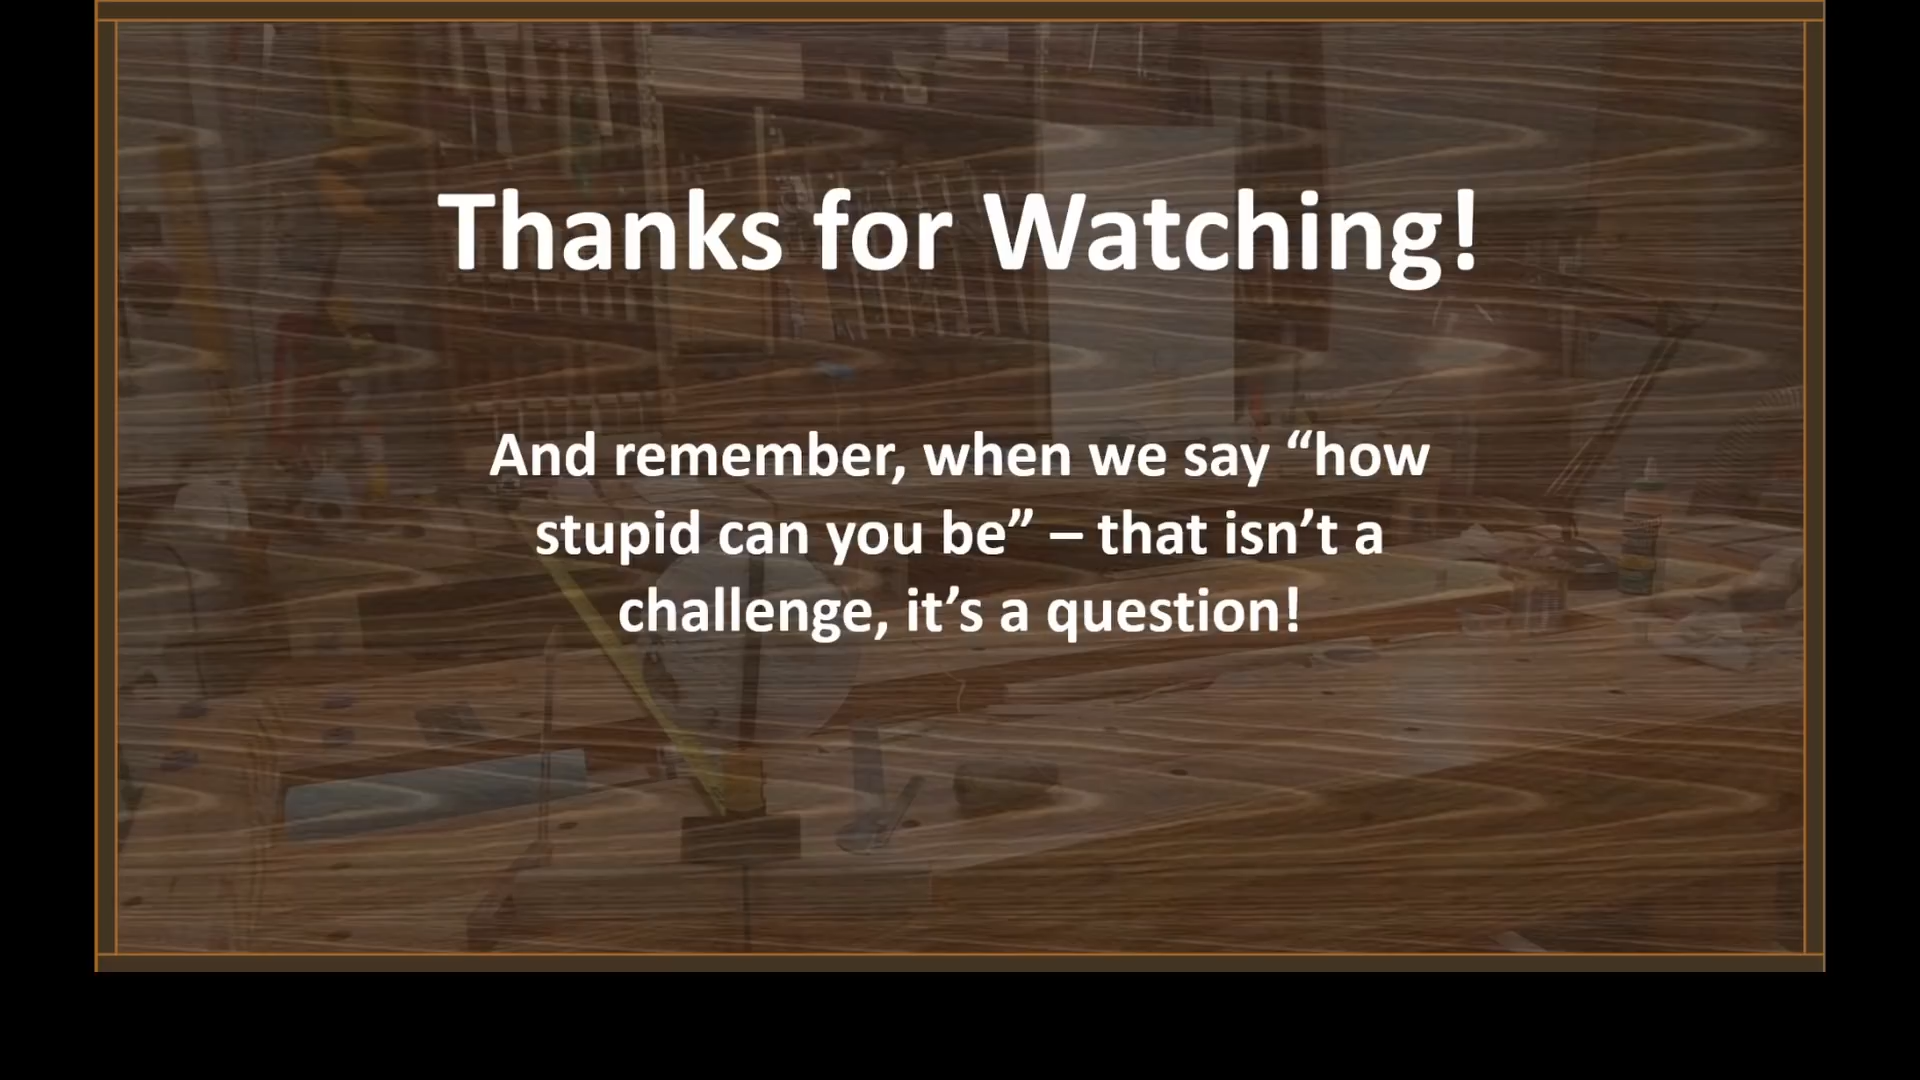 Thanks for Watching!
And remember, when we say “how
stupid can you be” – that isn’t a
challenge, it’s a question!